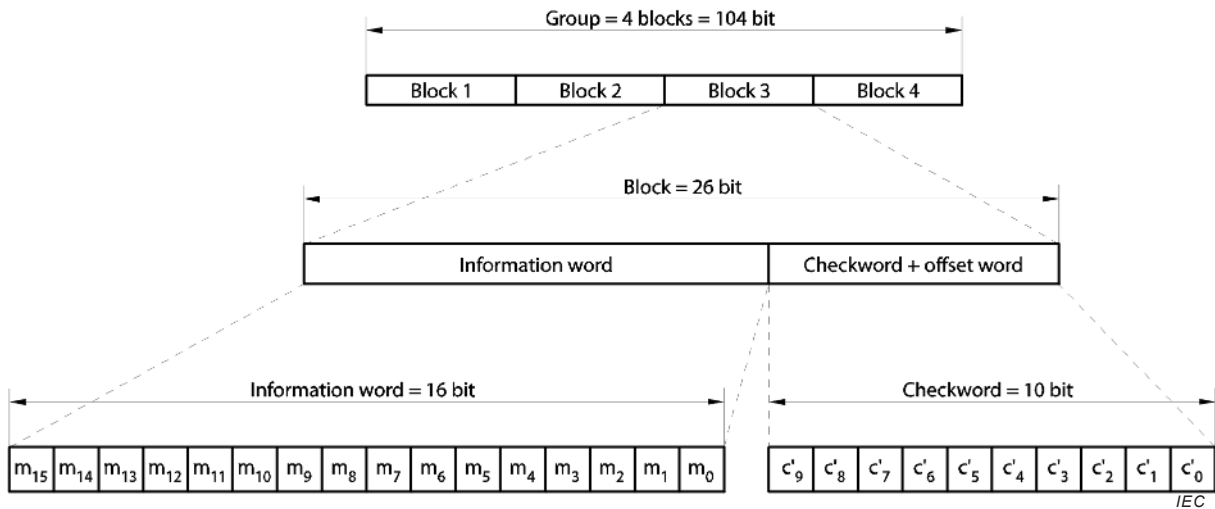 Group = 4 blocks = 104 bit
Block 1 Block 2 Block 3 Block 4
Block = 26 bit
Information word Checkword + offset word
Information word = 16 bit Checkword = 10 bit
m15 m14 m13 m12 m11 m10 m9 m8 m7 m6 m5 m4 m3 m2 m1 m0 c'9 c'8 c'7 c'6 c'5 c'4 c'3 c'2 c'1 c'0
IEC